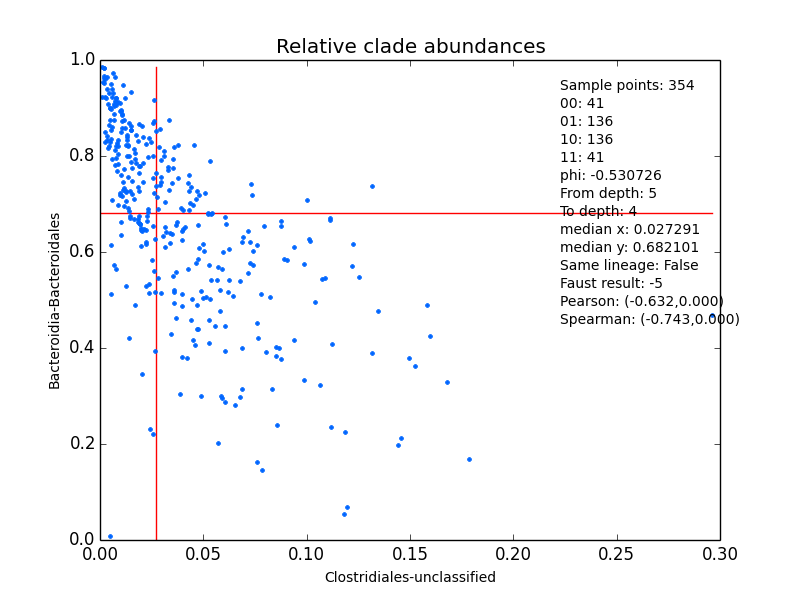 Relative clade abundances
1.0
0.8
0.6
0.4
0.2
0.0
Bacteroidia-Bacteroidales
Sample points: 354
00: 41
01: 136
10: 136
11: 41
phi: -0.530726
From depth: 5
To depth: 4
median x: 0.027291
median y: 0.682101
Same lineage: False
Faust result: -5
Pearson: (-0.632,0.000)
Spearman: (-0.743,0.000)
0.00 0.05 0.10 0.15 0.20 0.25 0.30
Clostridiales-unclassified